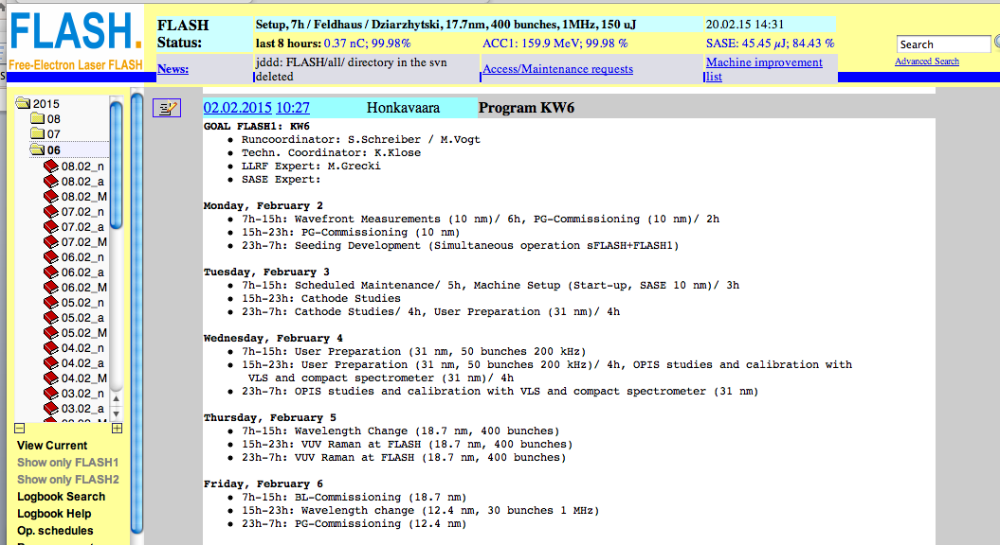 FLASH.
Free-Electron Laser FLASH
FLASH
Status:
Setup, 7h / Feldhaus / Dziarzhytski, 17.7nm, 400 bunches, 1MHz, 150 uJ
20.02.15 14:31
last 8 hours: 0.37 nC; 99.98%
ACC1: 159.9 MeV; 99.98 %
SASE: 45.45 µJ; 84.43 %
News:
jddd: FLASH/all/ directory in the svn
deleted
Access/Maintenance requests
Machine improvement
list
Search
Advanced Search
2015
08
07
06
08.02_n
08.02_a
08.02_M
07.02_n
07.02_a
07.02_M
06.02_n
06.02_a
06.02_M
05.02_n
05.02_a
05.02_M
04.02_n
04.02_a
04.02_M
03.02_n
03.02_a
View Current
Show only FLASH1
Show only FLASH2
Logbook Search
Logbook Help
Op. schedules
02.02.2015 10:27 Honkavaara Program KW6
GOAL FLASH1: KW6
• Runcoordinator: S.Schreiber / M.Vogt
• Techn. Coordinator: K.Klose
• LLRF Expert: M.Grecki
• SASE Expert:
Monday, February 2
• 7h-15h: Wavefront Measurements (10 nm)/ 6h, PG-Commissioning (10 nm)/ 2h
• 15h-23h: PG-Commissioning (10 nm)
• 23h-7h: Seeding Development (Simultaneous operation sFLASH+FLASH1)
Tuesday, February 3
• 7h-15h: Scheduled Maintenance/ 5h, Machine Setup (Start-up, SASE 10 nm)/ 3h
• 15h-23h: Cathode Studies
• 23h-7h: Cathode Studies/ 4h, User Preparation (31 nm)/ 4h
Wednesday, February 4
• 7h-15h: User Preparation (31 nm, 50 bunches 200 kHz)
• 15h-23h: User Preparation (31 nm, 50 bunches 200 kHz)/ 4h, OPIS studies and calibration with
VLS and compact spectrometer (31 nm)/ 4h
• 23h-7h: OPIS studies and calibration with VLS and compact spectrometer (31 nm)
Thursday, February 5
• 7h-15h: Wavelength Change (18.7 nm, 400 bunches)
• 15h-23h: VUV Raman at FLASH (18.7 nm, 400 bunches)
• 23h-7h: VUV Raman at FLASH (18.7 nm, 400 bunches)
Friday, February 6
• 7h-15h: BL-Commissioning (18.7 nm)
• 15h-23h: Wavelength change (12.4 nm, 30 bunches 1 MHz)
• 23h-7h: PG-Commissioning (12.4 nm)